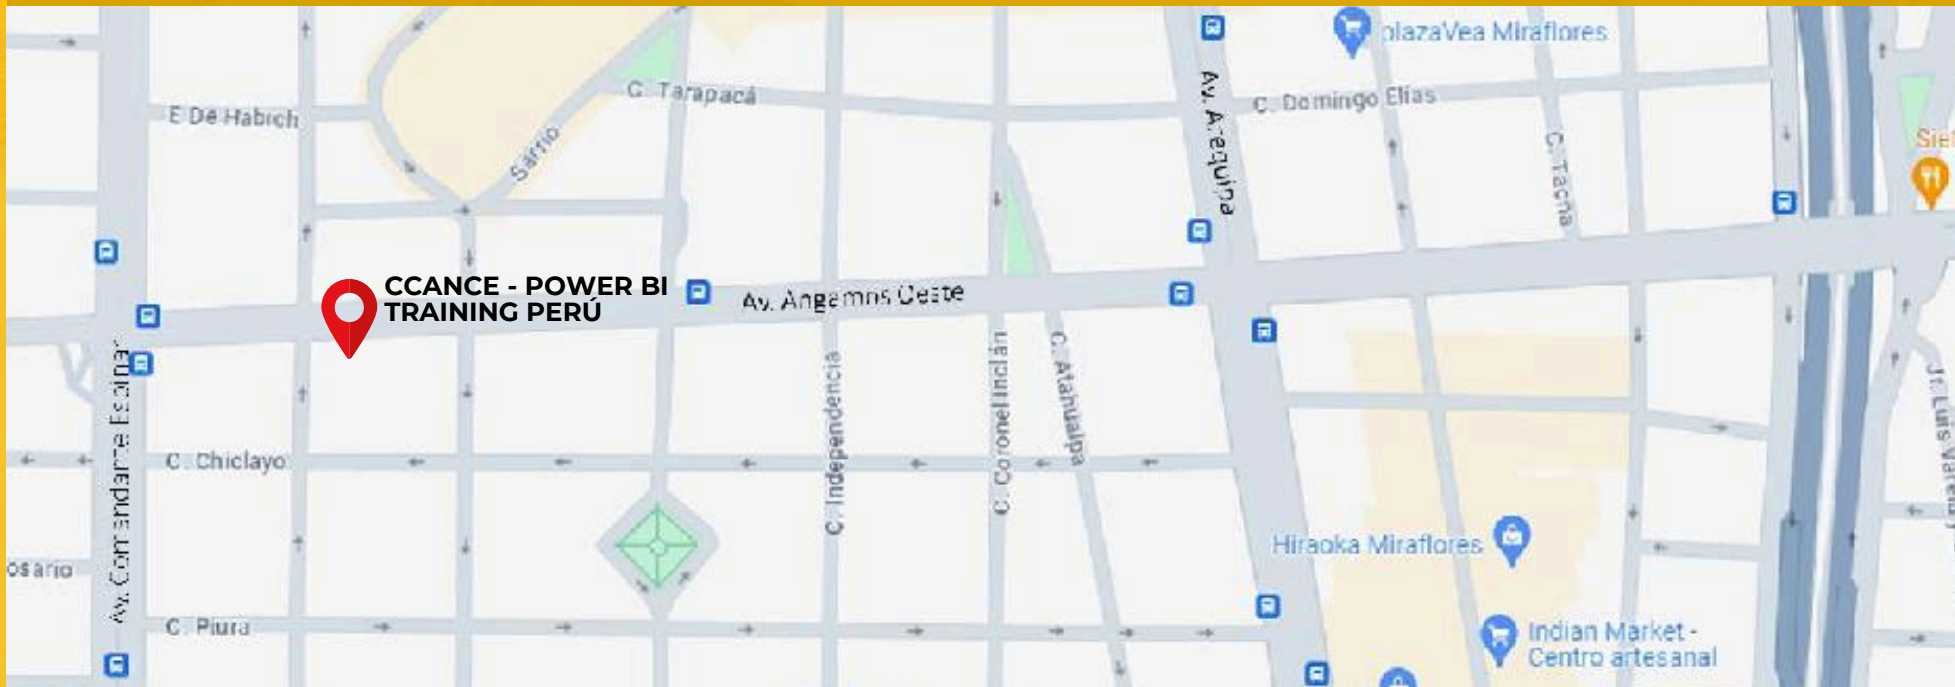 plazaVea Miraflores
C. Tarapacá
C. Domingo Elías
E De Habich
Av. Arequipa
C. Tacna
CCANCE - POWER BI
TRAINING PERÚ
Av. Angamos Oeste
Av. Comandante Espinar
C. Independencia
C. Coronel Inclán
C. Atahualpa
C. Chiclayo
Hiraoka Miraflores
C. Piura
Indian Market -
Centro artesanal